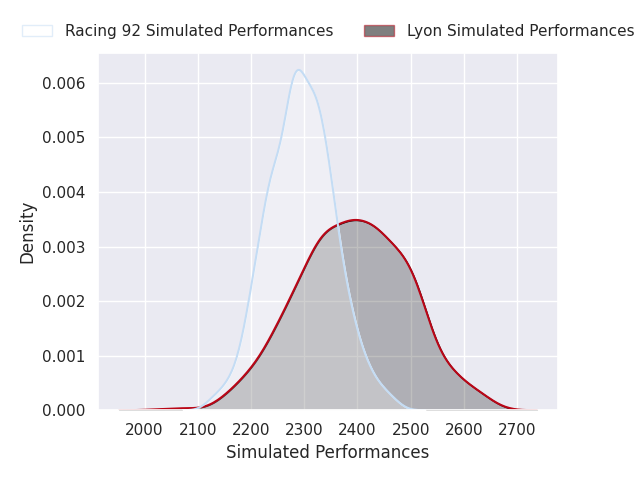 Racing 92 Simulated Performances Lyon Simulated Performances
0.006
0.005
0.004
0.003
0.002
0.001
0.000
Density
2000 2100 2200 2300 2400 2500 2600 2700
Simulated Performances